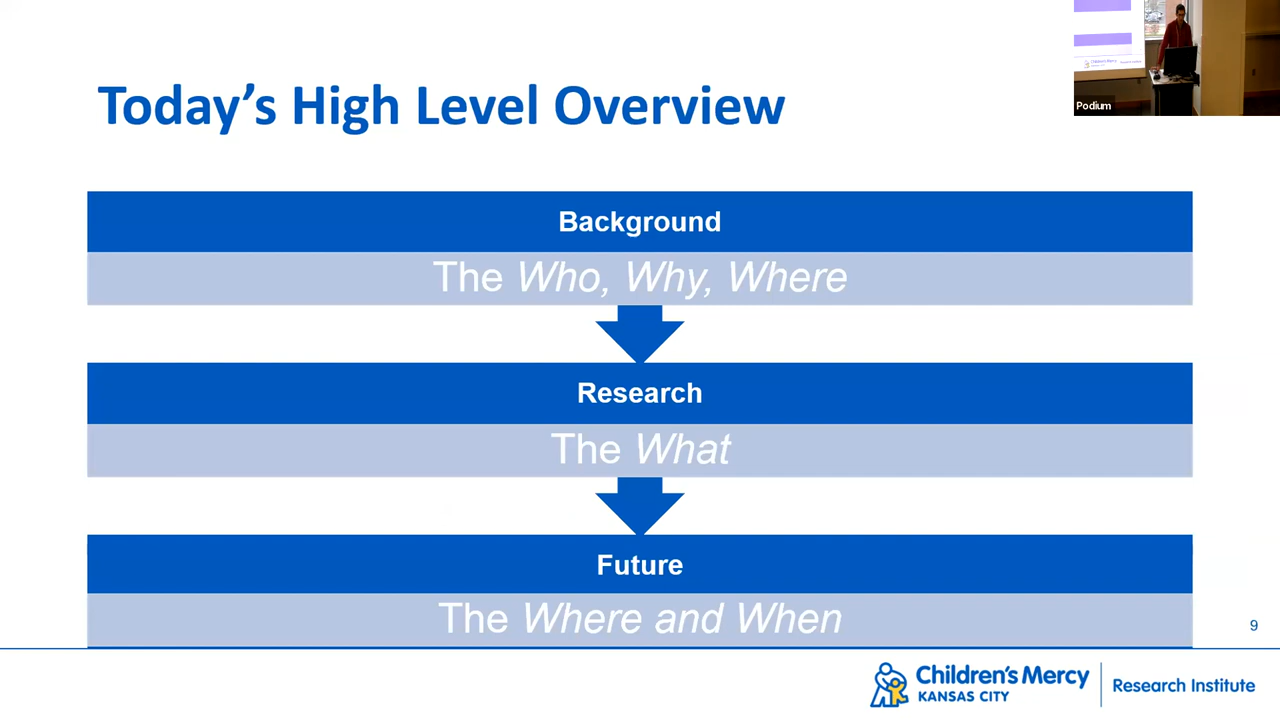 Today's High Level Overview
Podium
Background
The Who, Why, Where
Research
The What
Future
The Where and When
9
Children's Mercy
KANSAS CITY
Research Institute